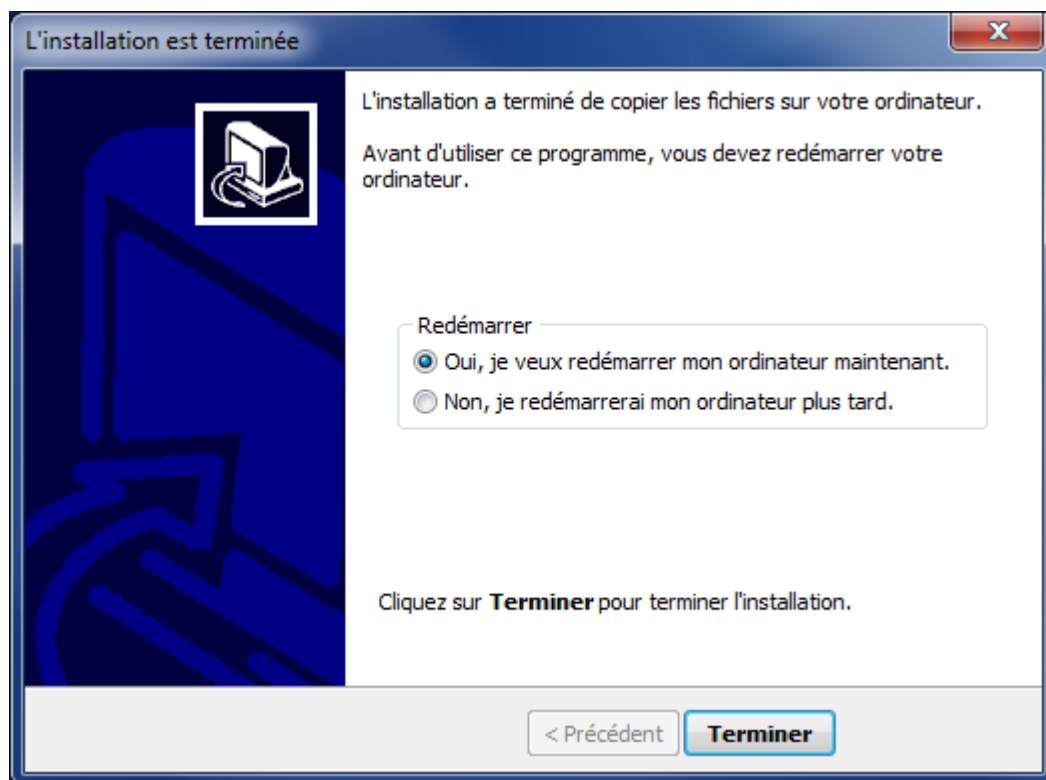 L'installation est terminée
L'installation a terminé de copier les fichiers sur votre ordinateur.
Avant d'utiliser ce programme, vous devez redémarrer votre
ordinateur.
Redémarrer
Oui, je veux redémarrer mon ordinateur maintenant.
Non, je redémarrerai mon ordinateur plus tard.
Cliquez sur Terminer pour terminer l'installation.
< Précédent
Terminer